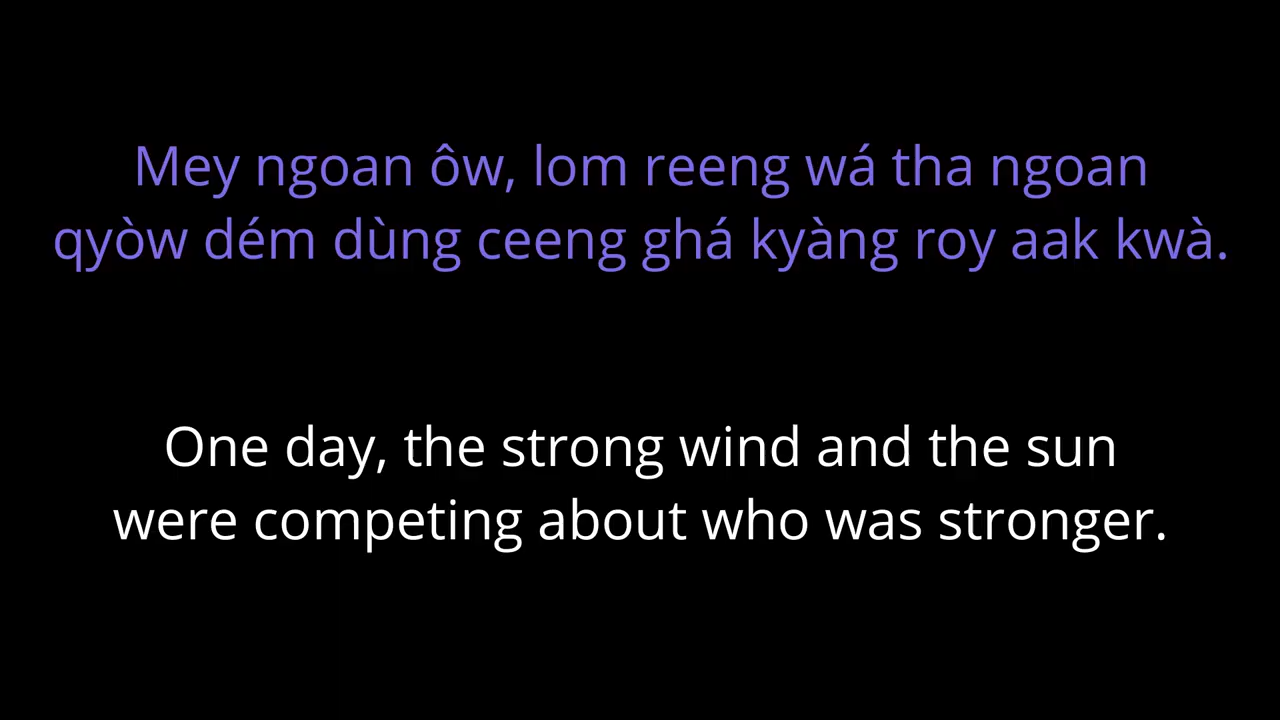 Mey ngoan ôw, lom reeng wá tha ngoan
qyòw dém dùng ceeng ghá kyàng roy aak kwà.
One day, the strong wind and the sun
were competing about who was stronger.